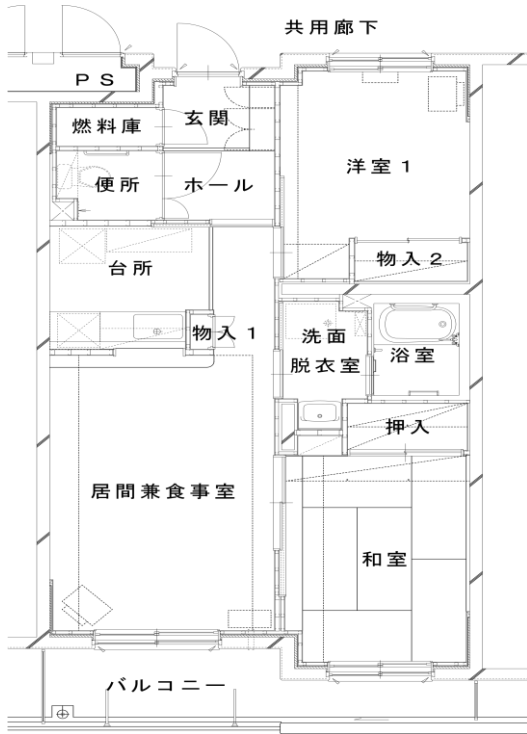 共用廊下
PS
燃料庫
玄関
洋室1
便所
ホール
台所
物入2
物入1
洗面
脱衣室
浴室
押入
居間兼食事室
和室
バルコニー